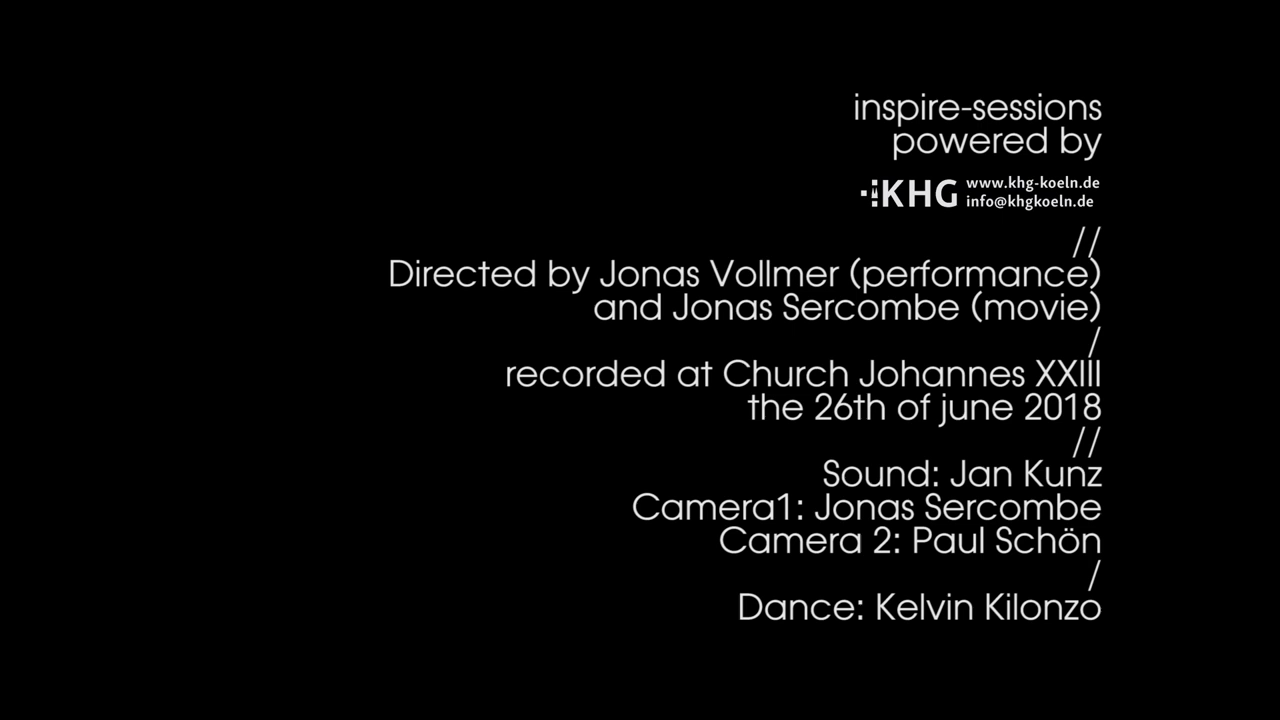 inspire-sessions
powered by
KHG www.khg-koeln.de
info@khgkoeln.de
//
Directed by Jonas Vollmer (performance)
and Jonas Sercombe (movie)
/
recorded at Church Johannes XXIII
the 26th of june 2018
//
Sound: Jan Kunz
Camera1: Jonas Sercombe
Camera 2: Paul Schön
/
Dance: Kelvin Kilonzo